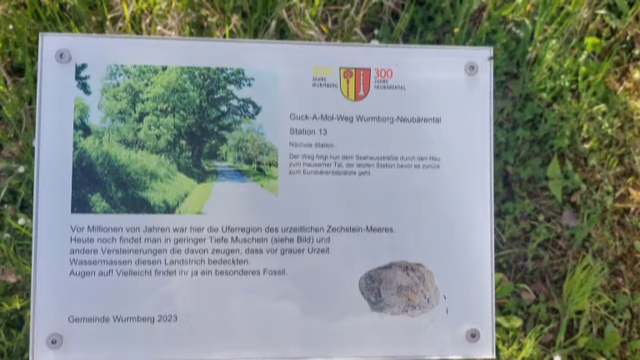 JAHRE
WURMBERG
300
JAHRE
NEUBÄRENTAL
Guck-A-Mol-Weg Wurmberg-Neubärental
Station 13
Nächste Station:
Der Weg folgt nun dem Seehaussträßle durch den Hau
zum Hausemer Tal, der letzten Station bevor es zurück
zum geht.
Vor Millionen von Jahren war hier die Uferregion des urzeitlichen Zechstein-Meeres.
Heute noch findet man in geringer Tiefe Muscheln (siehe Bild) und
andere Versteinerungen die davon zeugen, dass vor grauer Urzeit
Wassermassen diesen Landstrich bedeckten.
Augen auf! Vielleicht findet ihr ja ein besonderes Fossil.
Gemeinde Wurmberg 2023